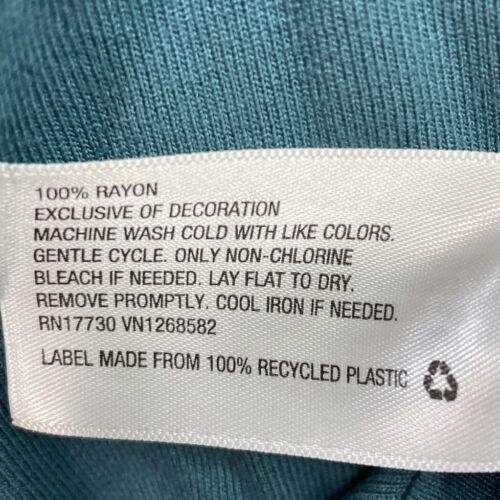 100% RAYON
EXCLUSIVE OF DECORATION
MACHINE WASH COLD WITH LIKE COLORS.
GENTLE CYCLE. ONLY NON-CHLORINE
BLEACH IF NEEDED. LAY FLAT TO DRY.
REMOVE PROMPTLY. COOL IRON IF NEEDED.
RN17730 VN1268582
LABEL MADE FROM 100% RECYCLED PLASTIC